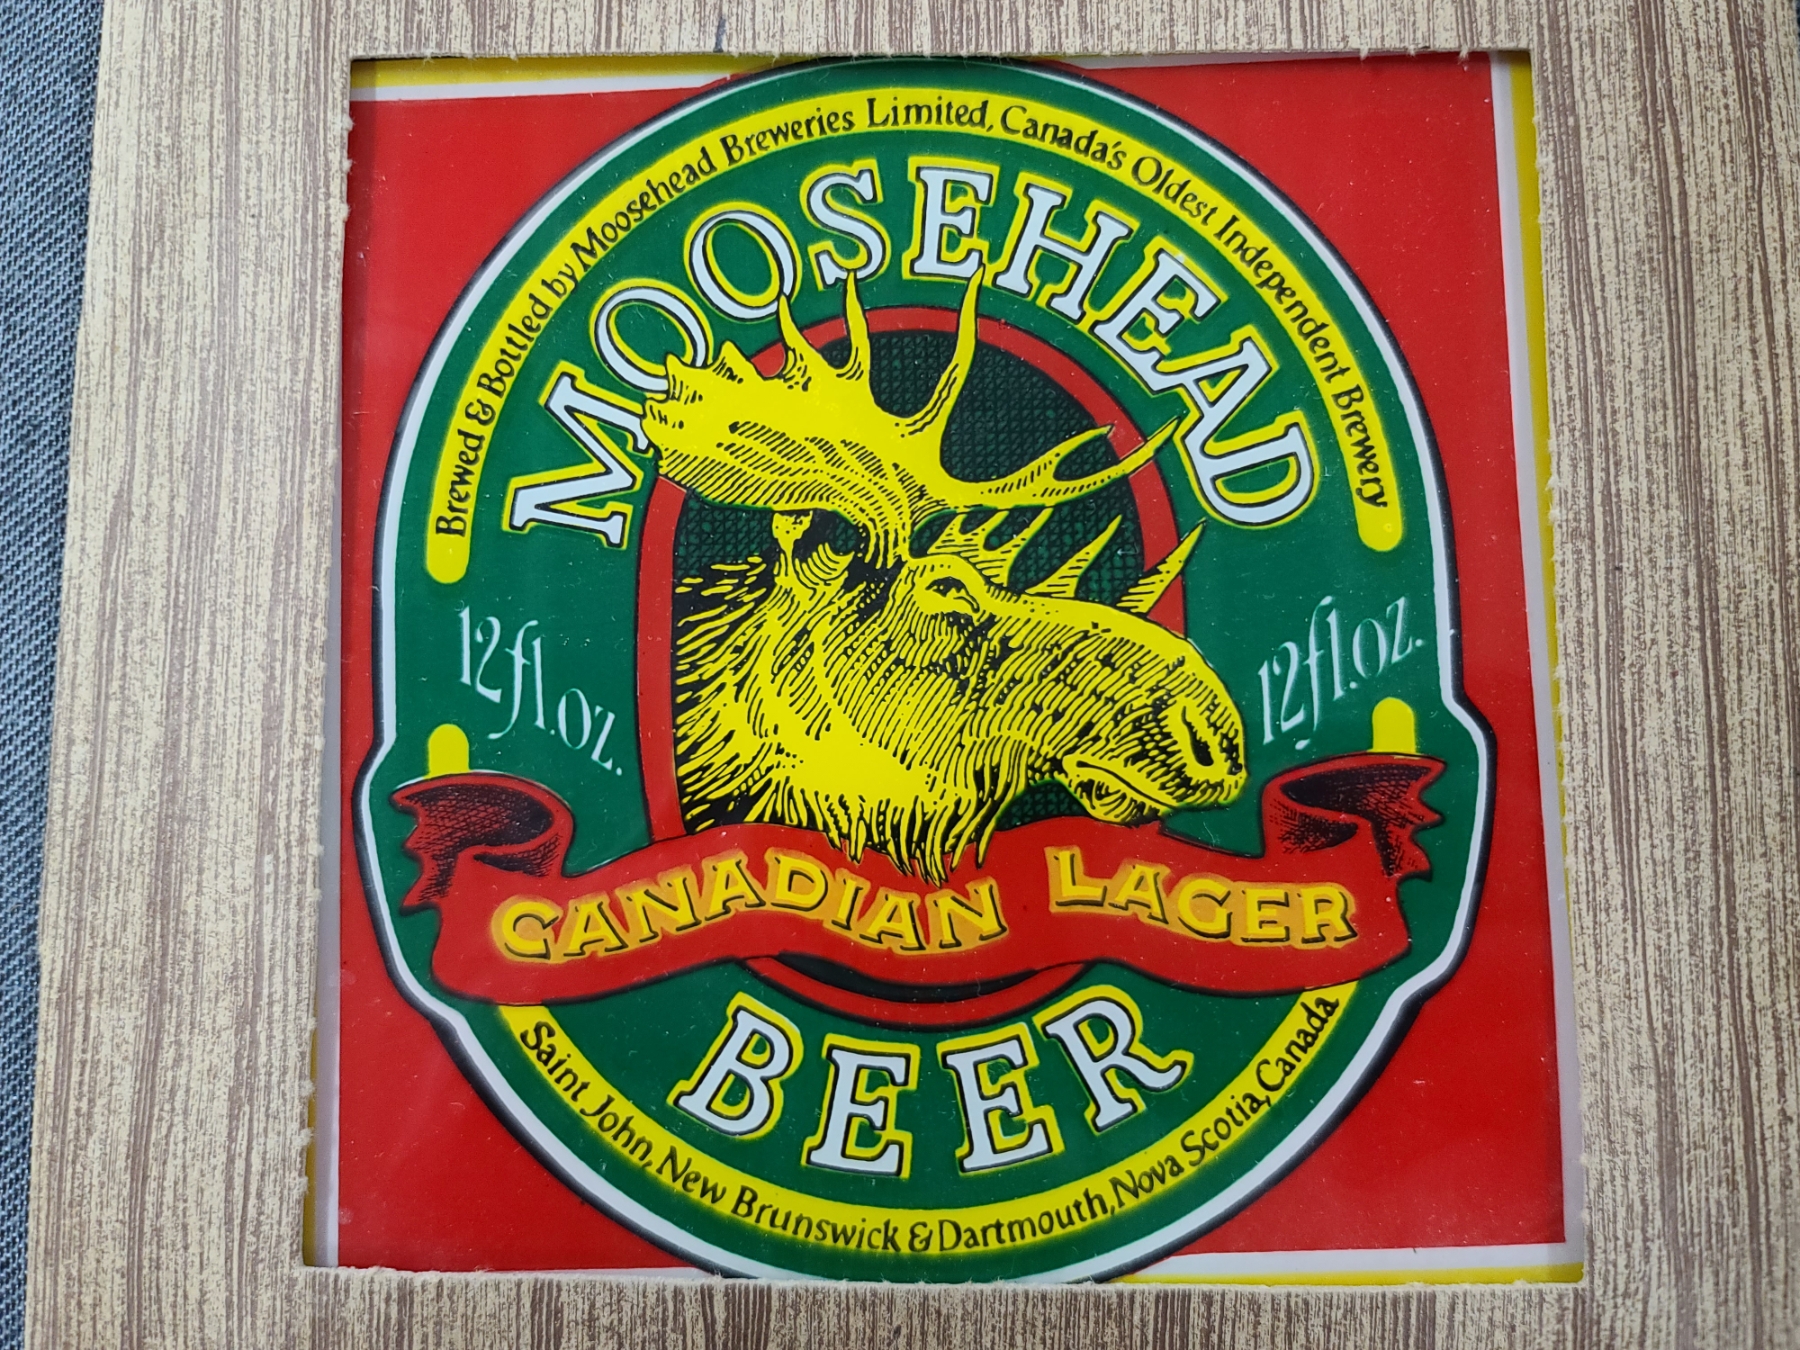 Brewed & Bottled by Moosehead Breweries Limited, Canada's Oldest Independent Brewery
MOOSEHEAD
12 fl. oz.
12 fl. oz.
CANADIAN LAGER
BEER
Saint John, New Brunswick & Dartmouth, Nova Scotia, Canada